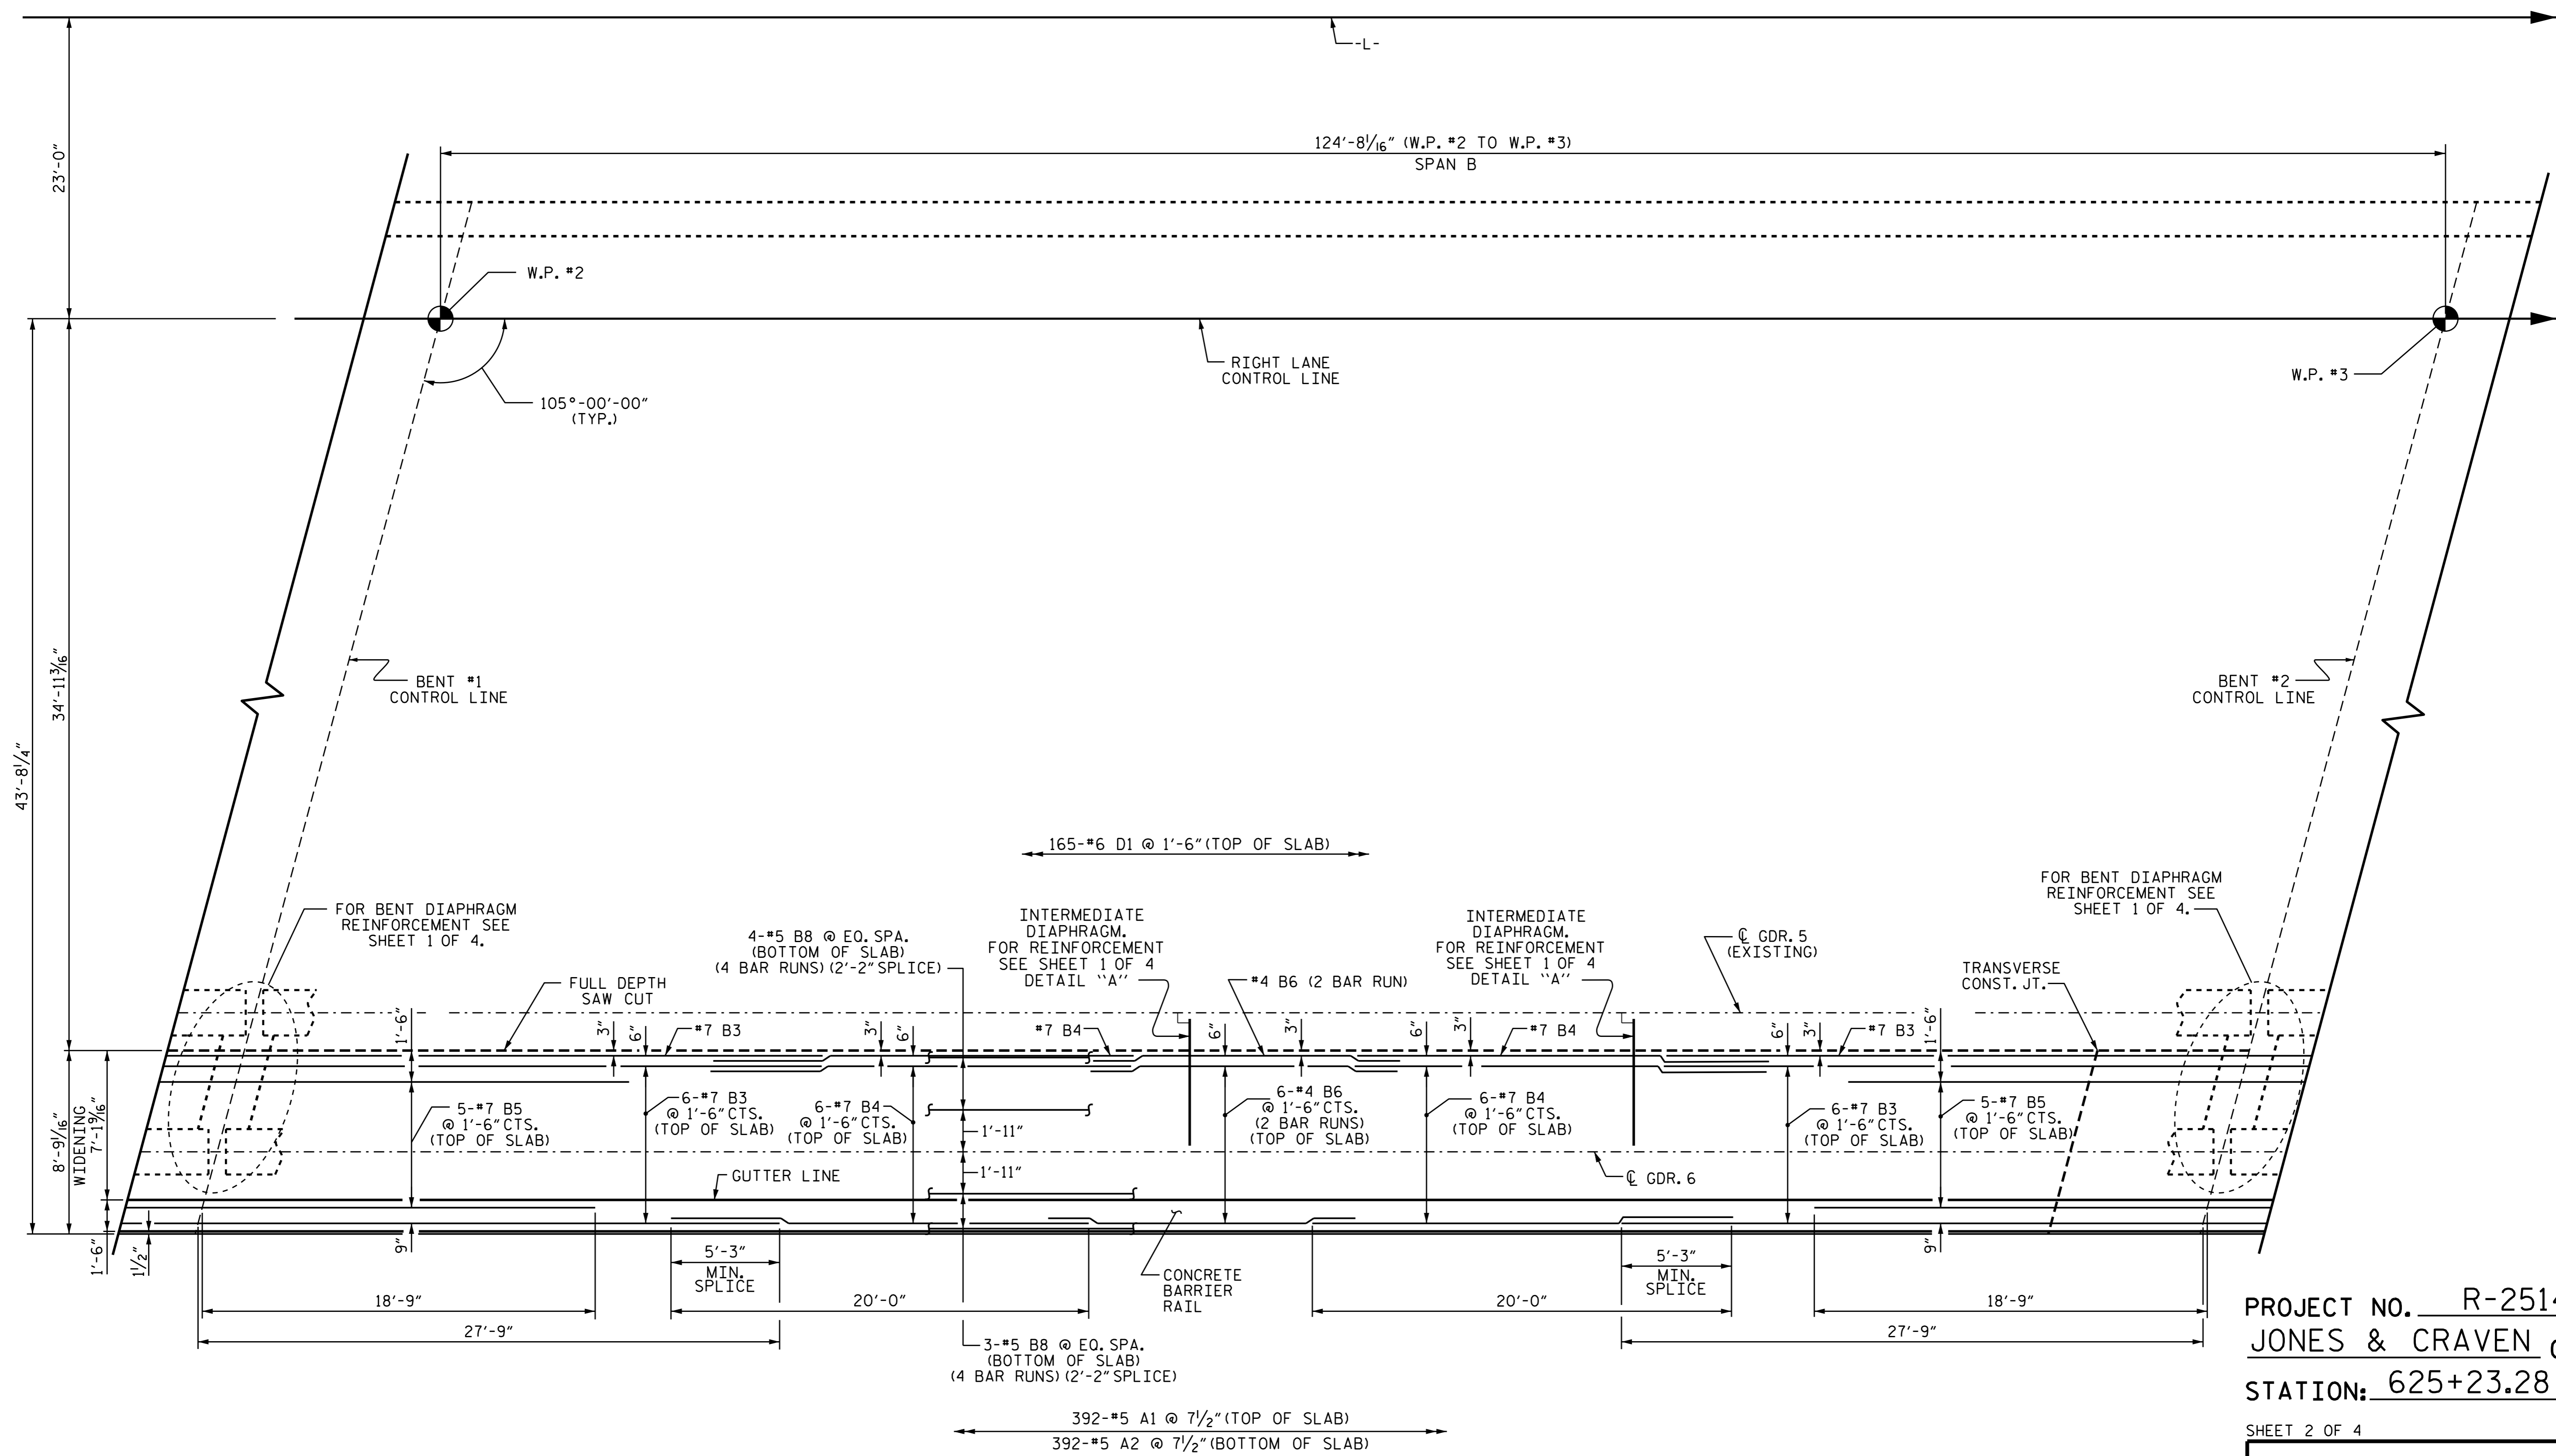 -L-
23'-0"
124'-8 1/16" (W.P. #2 TO W.P. #3)
SPAN B
W.P. #2
RIGHT LANE
CONTROL LINE
W.P. #3
105°-00'-00"
(TYP.)
34'-11 3/16"
43'-8 1/4"
BENT #1
CONTROL LINE
BENT #2
CONTROL LINE
165-#6 D1 @ 1'-6" (TOP OF SLAB)
FOR BENT DIAPHRAGM
REINFORCEMENT SEE
SHEET 1 OF 4.
4-#5 B8 @ EQ. SPA.
(BOTTOM OF SLAB)
(4 BAR RUNS) (2'-2" SPLICE)
INTERMEDIATE
DIAPHRAGM.
FOR REINFORCEMENT
SEE SHEET 1 OF 4
DETAIL ``A''
INTERMEDIATE
DIAPHRAGM.
FOR REINFORCEMENT
SEE SHEET 1 OF 4
DETAIL ``A''
℄ GDR. 5
(EXISTING)
FOR BENT DIAPHRAGM
REINFORCEMENT SEE
SHEET 1 OF 4.
TRANSVERSE
CONST. JT.
FULL DEPTH
SAW CUT
#4 B6 (2 BAR RUN)
1'-6"
3"
6"
#7 B3
3"
6"
#7 B4
6"
3"
6"
3"
#7 B4
6"
3"
#7 B3
1'-6"
8'-9 1/16"
WIDENING
7'-1 9/16"
5-#7 B5
@ 1'-6" CTS.
(TOP OF SLAB)
6-#7 B3
@ 1'-6" CTS.
(TOP OF SLAB)
6-#7 B4
@ 1'-6" CTS.
(TOP OF SLAB)
1'-11"
1'-11"
6-#4 B6
@ 1'-6" CTS.
(2 BAR RUNS)
(TOP OF SLAB)
6-#7 B4
@ 1'-6" CTS.
(TOP OF SLAB)
6-#7 B3
@ 1'-6" CTS.
(TOP OF SLAB)
5-#7 B5
@ 1'-6" CTS.
(TOP OF SLAB)
GUTTER LINE
℄ GDR. 6
1'-6"
1 1/2"
9"
9"
5'-3"
MIN.
SPLICE
CONCRETE
BARRIER
RAIL
5'-3"
MIN.
SPLICE
18'-9"
20'-0"
20'-0"
18'-9"
27'-9"
27'-9"
3-#5 B8 @ EQ. SPA.
(BOTTOM OF SLAB)
(4 BAR RUNS) (2'-2" SPLICE)
392-#5 A1 @ 7 1/2" (TOP OF SLAB)
392-#5 A2 @ 7 1/2" (BOTTOM OF SLAB)
PROJECT NO. R-2514
JONES & CRAVEN
STATION: 625+23.28
SHEET 2 OF 4